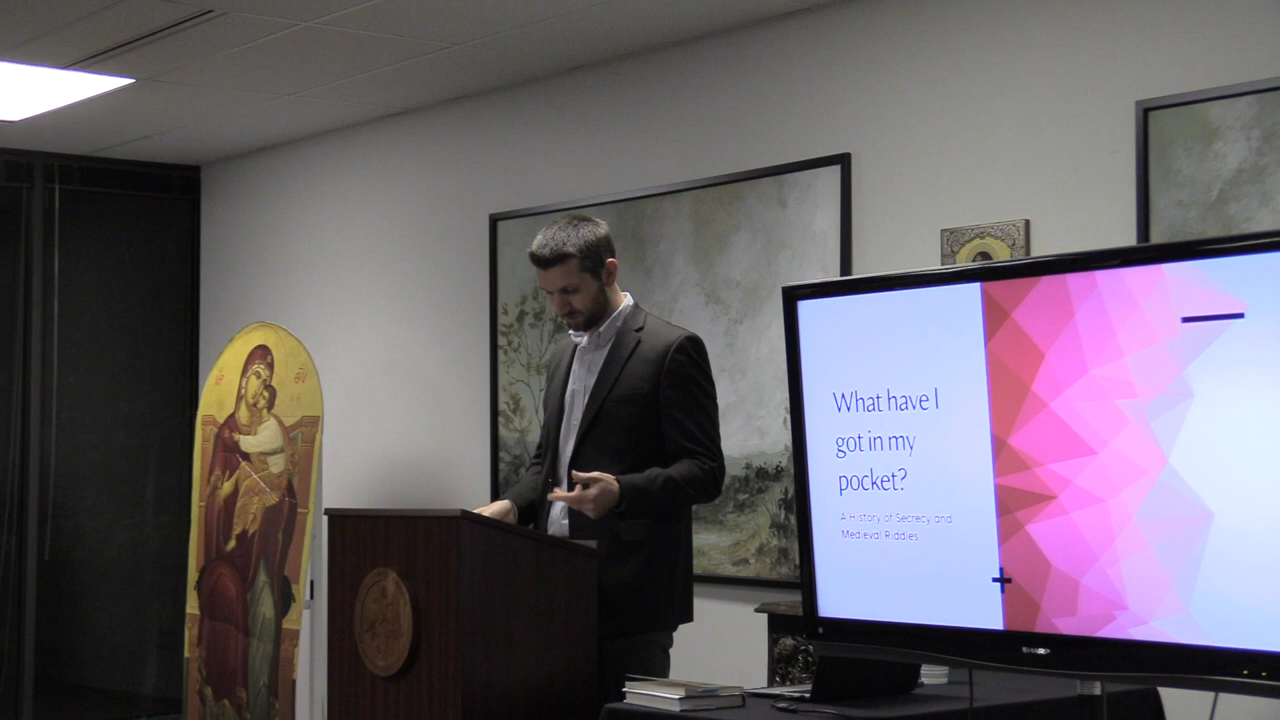 What have I
got in my
pocket?
A History of Secrecy and
Medieval Riddles
SHARP